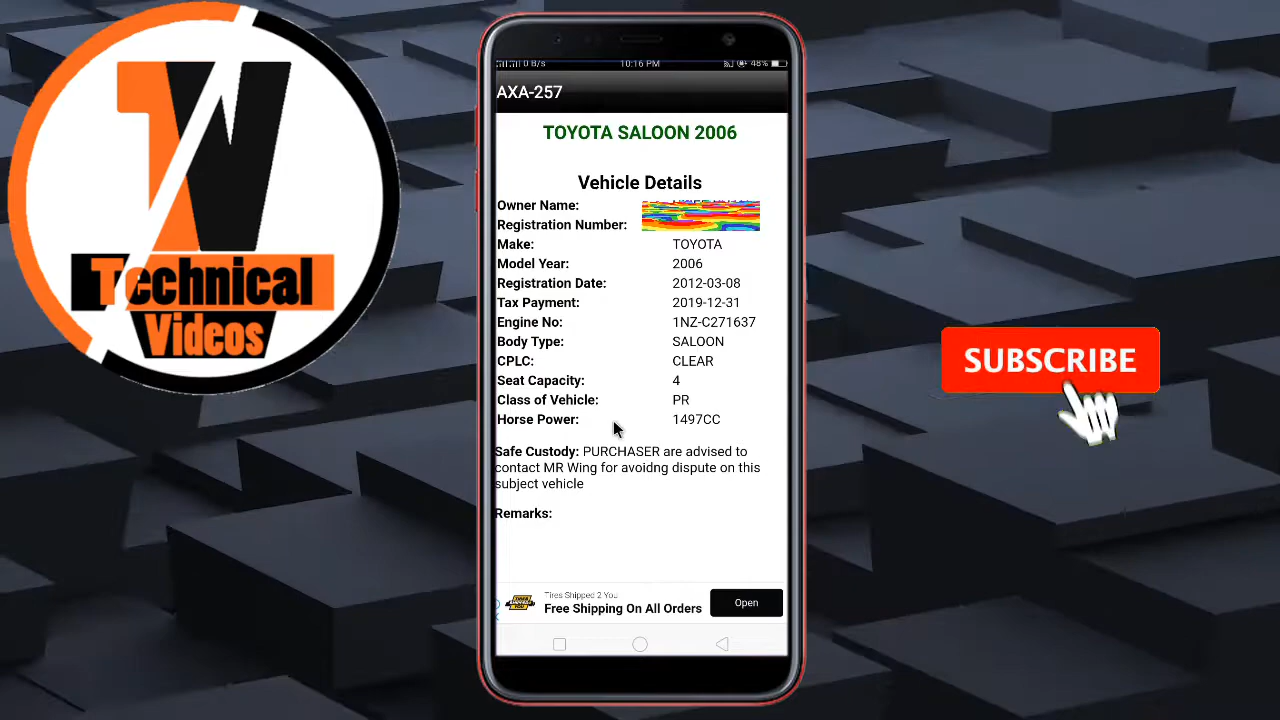 TV
Technical
Videos
0 B/s
10:16 PM
48%
AXA-257
TOYOTA SALOON 2006
Vehicle Details
Owner Name:
Registration Number:
Make: TOYOTA
Model Year: 2006
Registration Date: 2012-03-08
Tax Payment: 2019-12-31
Engine No: 1NZ-C271637
Body Type: SALOON
CPLC: CLEAR
Seat Capacity: 4
Class of Vehicle: PR
Horse Power: 1497CC
Safe Custody: PURCHASER are advised to
contact MR Wing for avoidng dispute on this
subject vehicle
Remarks:
Tires Shipped 2 You
Free Shipping On All Orders
Open
SUBSCRIBE